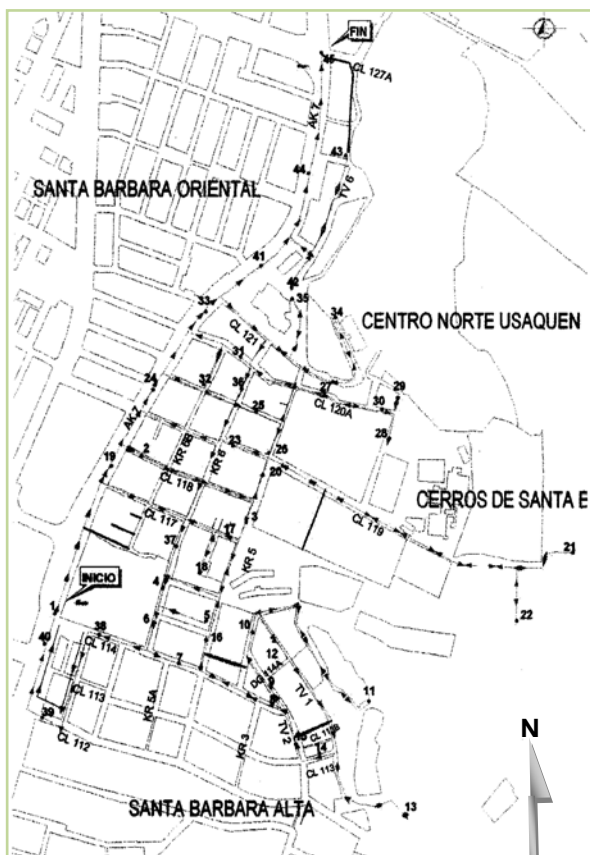 FIN
45
CL 127A
AK 7
43
44
TV 6
SANTA BARBARA ORIENTAL
41
42
35
33
34
CL 121
CENTRO NORTE USAQUEN
31
24
32
36
27
29
CL 120A
30
25
AK 7
28
2
KR 6B
KR 6
23
26
19
20
CL 118
CERROS DE SANTA E
CL 119
CL 117
17
3
37
21
18
KR 5
4
INICIO
1
22
6
5
10
38
16
40
CL 114
7
12
DG 114A
9
TV 1
11
CL 113
KR 5A
39
KR 3
TV 2
CL 112
CL 113
N
13
SANTA BARBARA ALTA